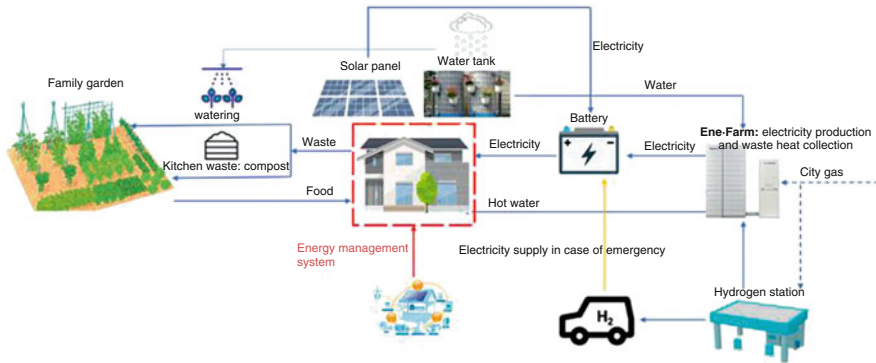 Electricity
Solar panel
Water tank
Family garden
Water
watering
Battery
Ene-Farm: electricity production
and waste heat collection
Waste
Electricity
Electricity
Kitchen waste: compost
City gas
Food
Hot water
Energy management
system
Electricity supply in case of emergency
Hydrogen station
H2